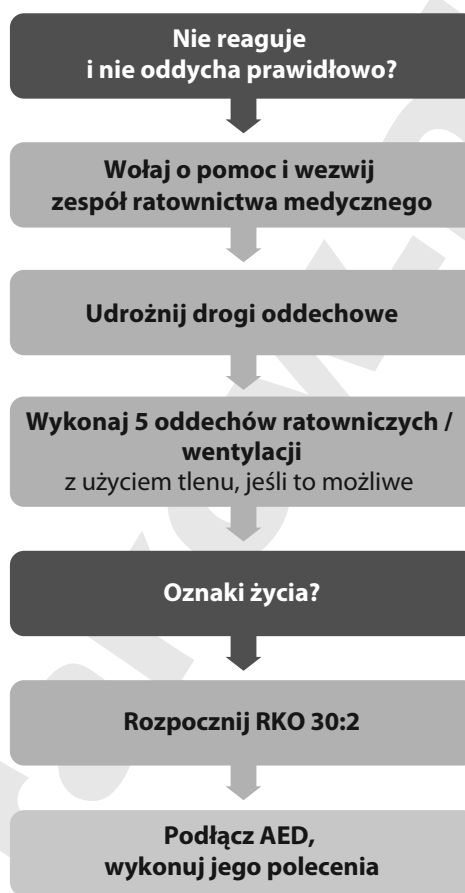 Nie reaguje
i nie oddycha prawidłowo?
Wołaj o pomoc i wezwij
zespół ratownictwa medycznego
Udrożnij drogi oddechowe
Wykonaj 5 oddechów ratowniczych /
wentylacji
z użyciem tlenu, jeśli to możliwe
Oznaki życia?
Rozpocznij RKO 30:2
Podłącz AED,
wykonuj jego polecenia